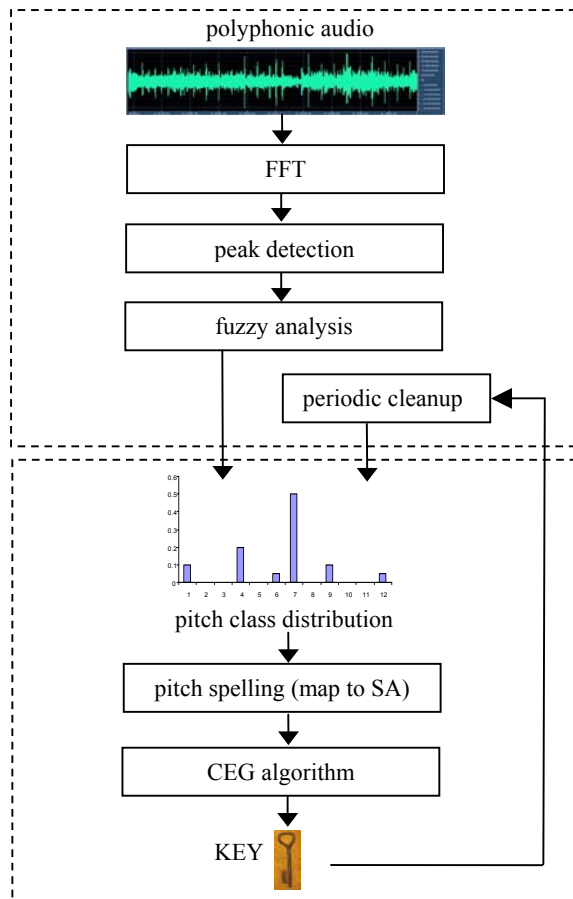 polyphonic audio
FFT
peak detection
fuzzy analysis
periodic cleanup
0.6
0.5
0.4
0.3
0.2
0.1
0
1 2 3 4 5 6 7 8 9 10 11 12
pitch class distribution
pitch spelling (map to SA)
CEG algorithm
KEY